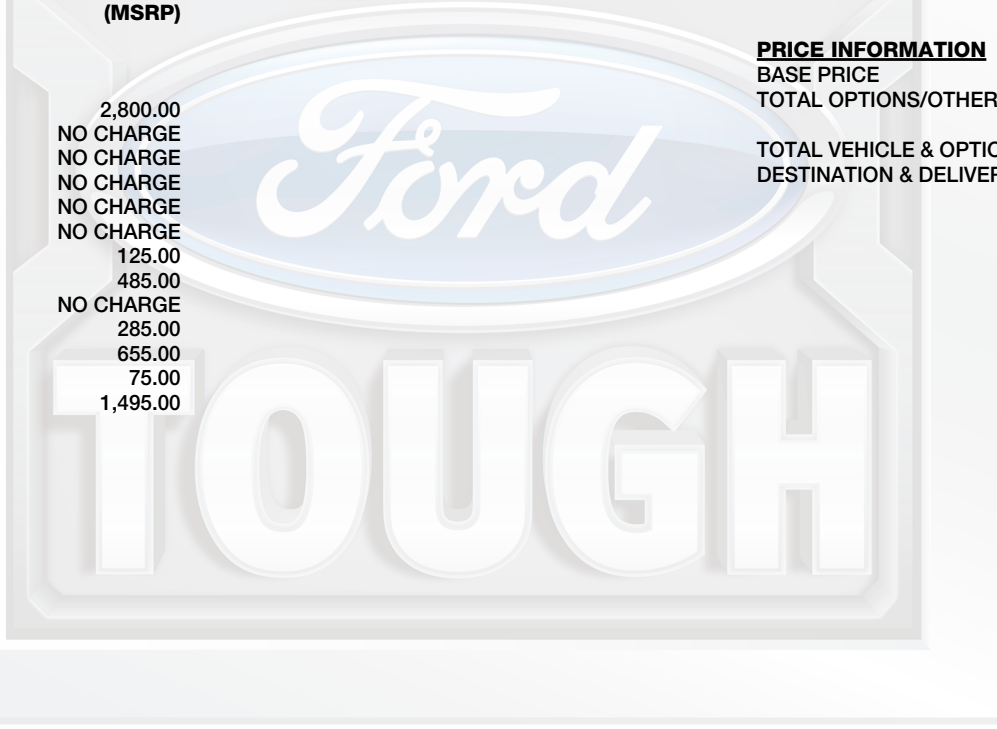 (MSRP)
2,800.00
NO CHARGE
NO CHARGE
NO CHARGE
NO CHARGE
NO CHARGE
125.00
485.00
NO CHARGE
285.00
655.00
75.00
1,495.00
PRICE INFORMATION
BASE PRICE
TOTAL OPTIONS/OTHER
TOTAL VEHICLE & OPTIO
DESTINATION & DELIVER
Ford
TOUGH